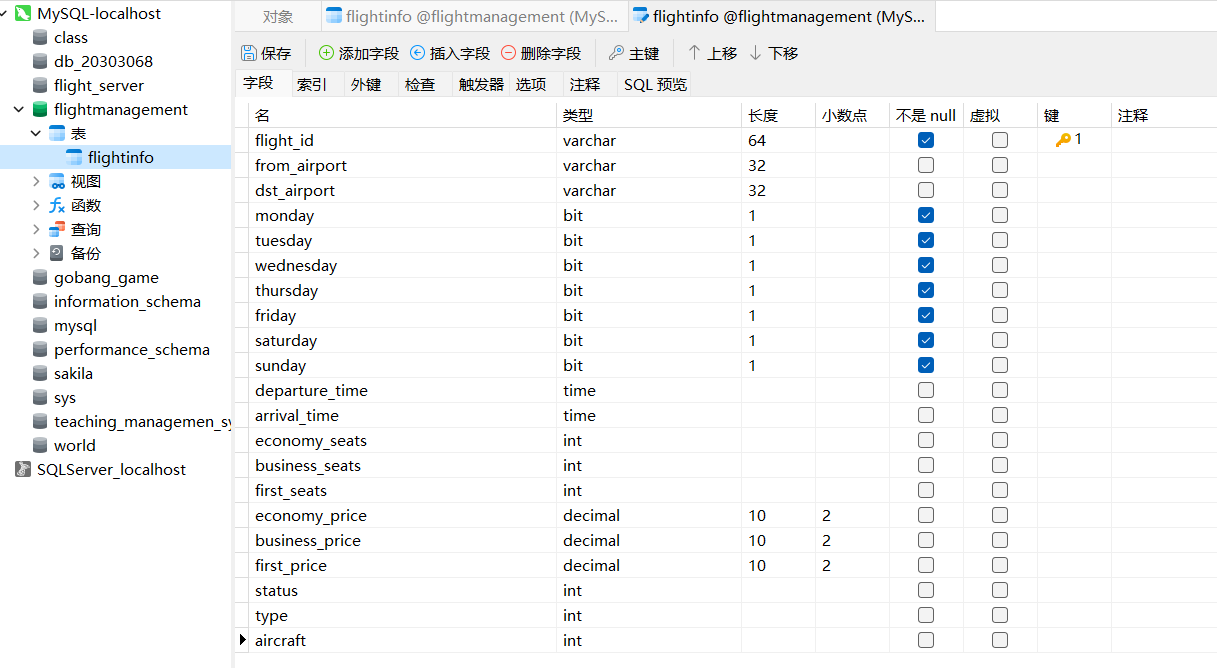 MySQL-localhost
class
db_20303068
flight_server
flightmanagement
表
flightinfo
视图
函数
查询
备份
gobang_game
information_schema
mysql
performance_schema
sakila
sys
teaching_managemen_sy
world
SQLServer_localhost
对象 flightinfo @flightmanagement (MyS... flightinfo @flightmanagement (MyS...
保存 添加字段 插入字段 删除字段 主键 上移 下移
字段 索引 外键 检查 触发器 选项 注释 SQL 预览
名 类型 长度 小数点 不是 null 虚拟 键 注释
flight_id varchar 64 1
from_airport varchar 32
dst_airport varchar 32
monday bit 1
tuesday bit 1
wednesday bit 1
thursday bit 1
friday bit 1
saturday bit 1
sunday bit 1
departure_time time
arrival_time time
economy_seats int
business_seats int
first_seats int
economy_price decimal 10 2
business_price decimal 10 2
first_price decimal 10 2
status int
type int
aircraft int